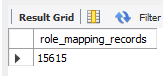 Result Grid Filter
role_mapping_records
15615